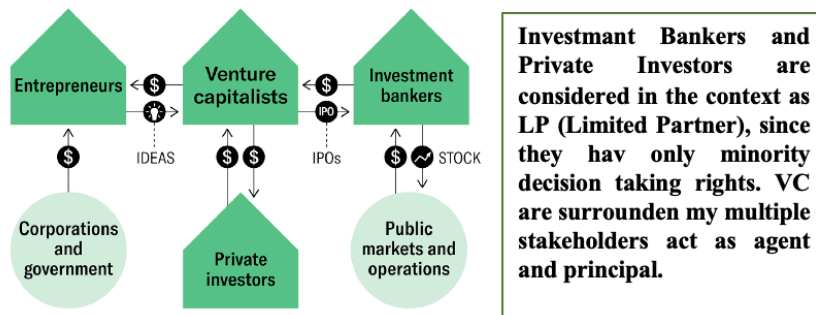 Entrepreneurs
Venture
capitalists
Investment
bankers
$
$
IPO
IDEAS
IPOs
STOCK
$
$
$
$
Corporations and
government
Private
investors
Public
markets and
operations
Investmant Bankers and
Private Investors are
considered in the context as
LP (Limited Partner), since
they hav only minority
decision taking rights. VC
are surrounden my multiple
stakeholders act as agent
and principal.